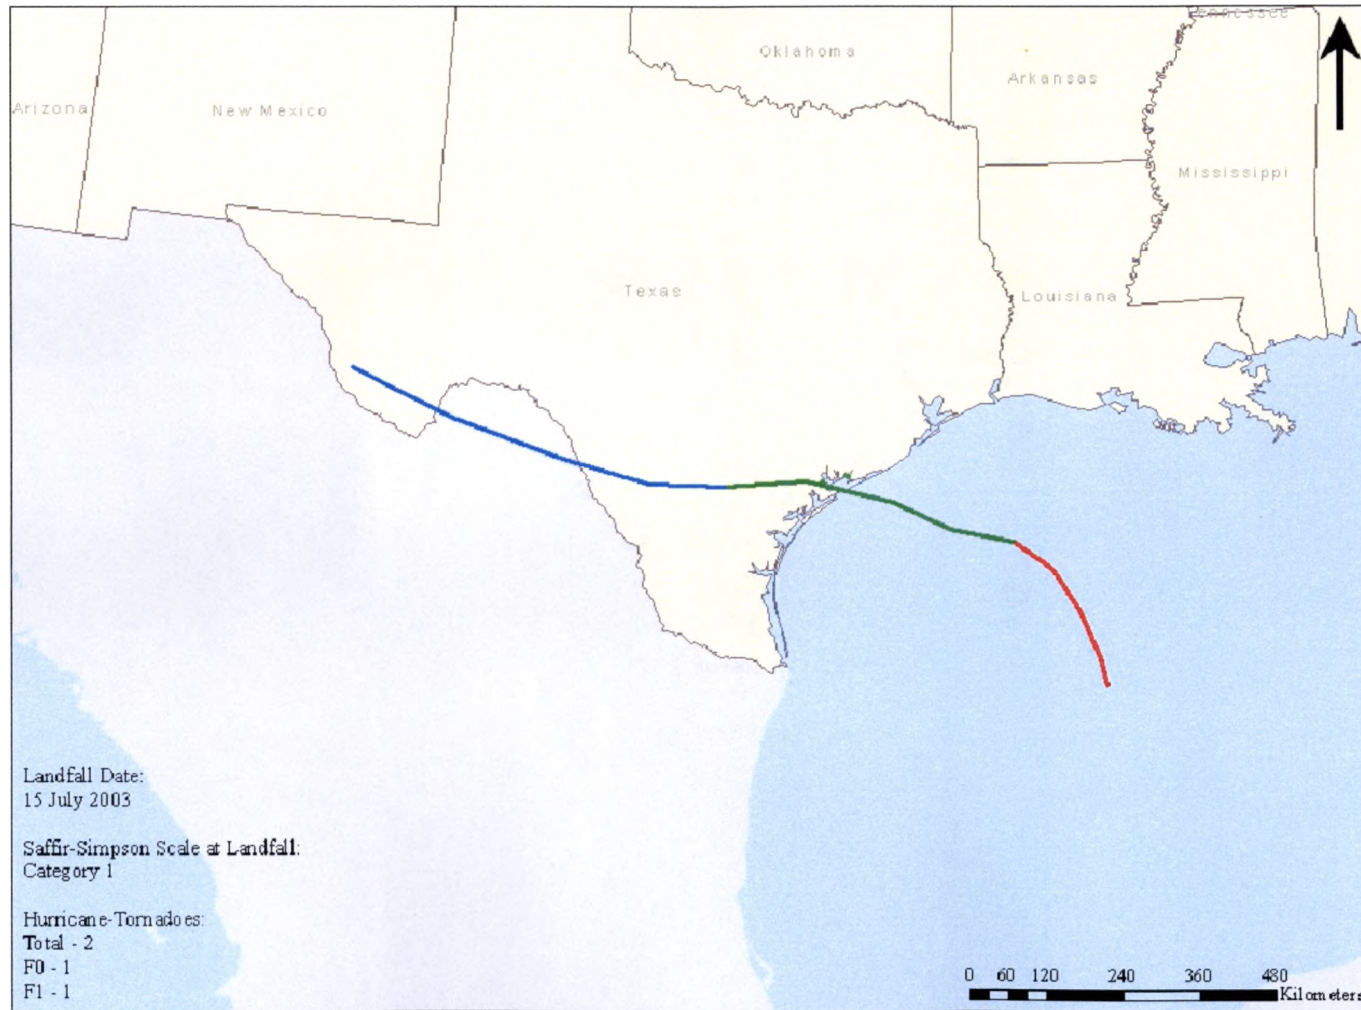 Tennessee
Oklahoma
Arkansas
Arizona
New Mexico
Mississippi
Texas
Louisiana
Landfall Date:
15 July 2003
Saffir-Simpson Scale at Landfall:
Category 1
Hurricane-Tornadoes:
Total - 2
F0 - 1
F1 - 1
0 60 120 240 360 480
Kilometers